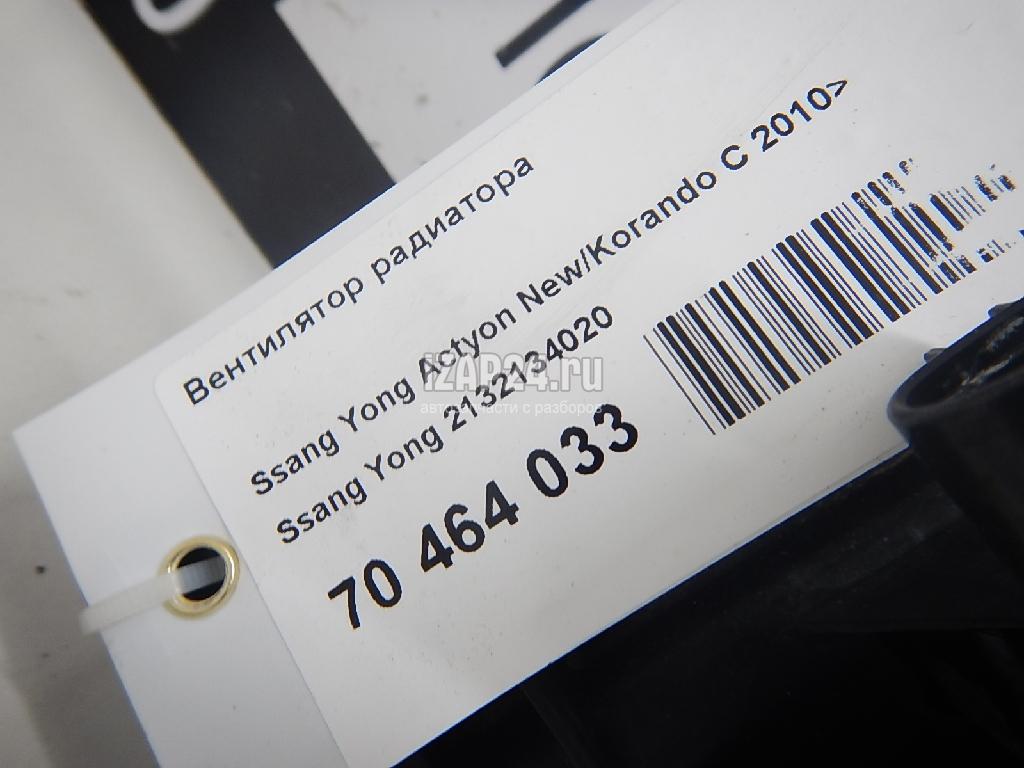 Вентилятор радиатора
Ssang Yong Actyon New/Korando C 2010>
Ssang Yong 2132134020
70 464 033
iZAP24.ru
автозапчасти с разборов